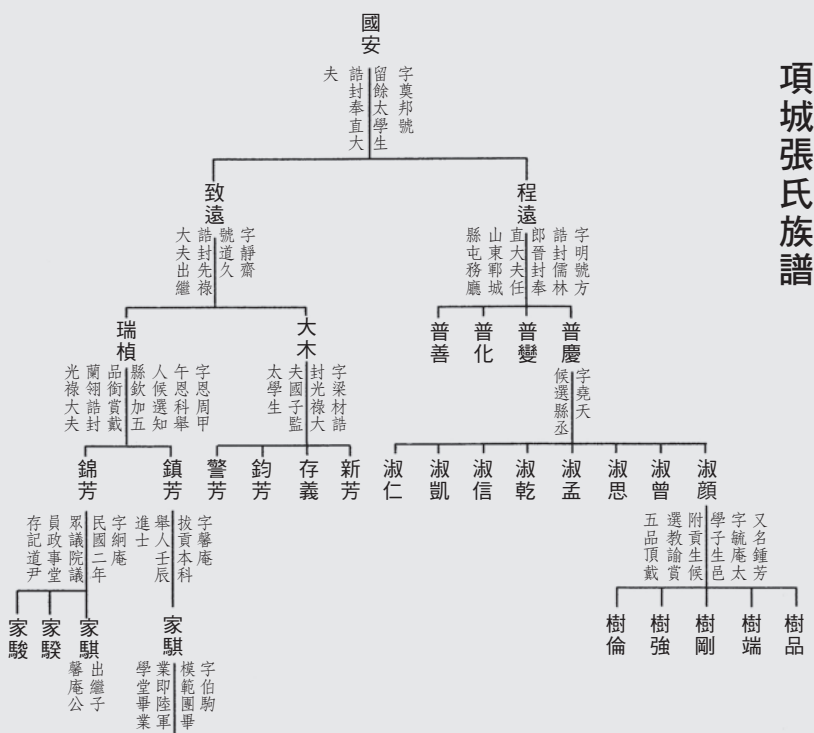 項城張氏族譜
國安
字奠邦號
留餘太學生
誥封奉直大
夫
程遠
字明號方
誥封儒林
郎晉封奉
直大夫任
山東鄆城
縣屯務廳
致遠
字靜齋
號道久
誥封先祿
大夫出繼
普慶
字堯天
候選縣丞
普變
普化
普善
大木
字梁材誥
封光祿大
夫國子監
太學生
瑞楨
字恩周甲
午恩科舉
人候選知
縣欽加五
品銜賞戴
蘭翎誥封
光祿大夫
淑顏
又名鍾芳
字毓庵太
學子生邑
附貢生候
選教諭賞
五品頂戴
淑曾
淑思
淑孟
淑乾
淑信
淑凱
淑仁
新芳
存義
鈞芳
警芳
鎮芳
字馨庵
拔貢本科
舉人壬辰
進士
錦芳
字絅庵
民國二年
眾議院議
員政事堂
存記道尹
樹品
樹端
樹剛
樹強
樹倫
家騏
字伯駒
模範團畢
業即陸軍
學堂畢業
家騏
出繼子
馨庵公
家騤
家駿